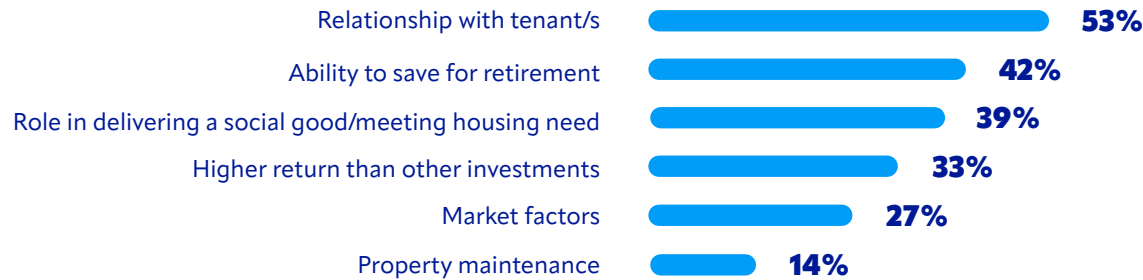 Relationship with tenant/s 53%
Ability to save for retirement 42%
Role in delivering a social good/meeting housing need 39%
Higher return than other investments 33%
Market factors 27%
Property maintenance 14%